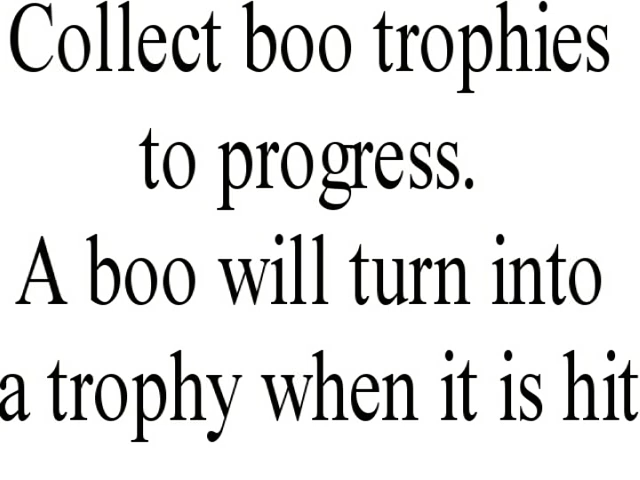 Collect boo trophies
to progress.
A boo will turn into
a trophy when it is hit